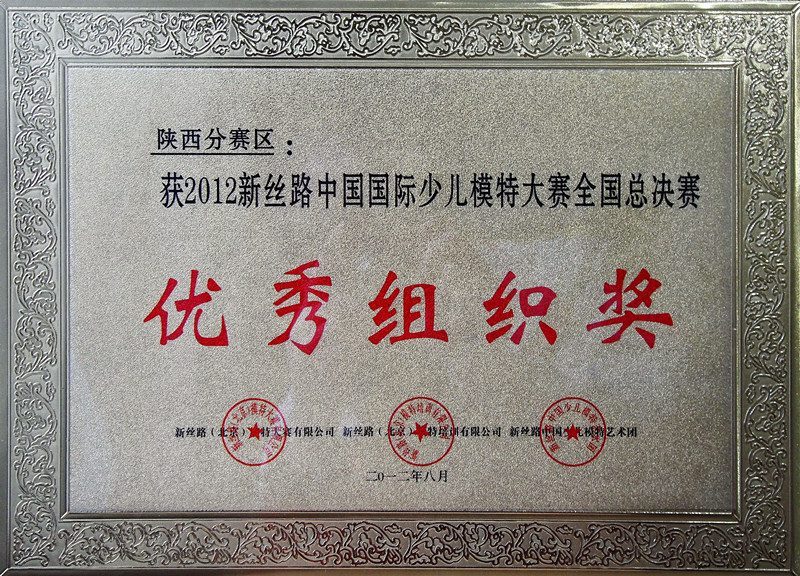 陕西分赛区：
获2012新丝路中国国际少儿模特大赛全国总决赛
优秀组织奖
新丝路（北京）模特大赛有限公司 新丝路（北京）模特培训有限公司 新丝路中国少儿模特艺术团
二〇一二年八月